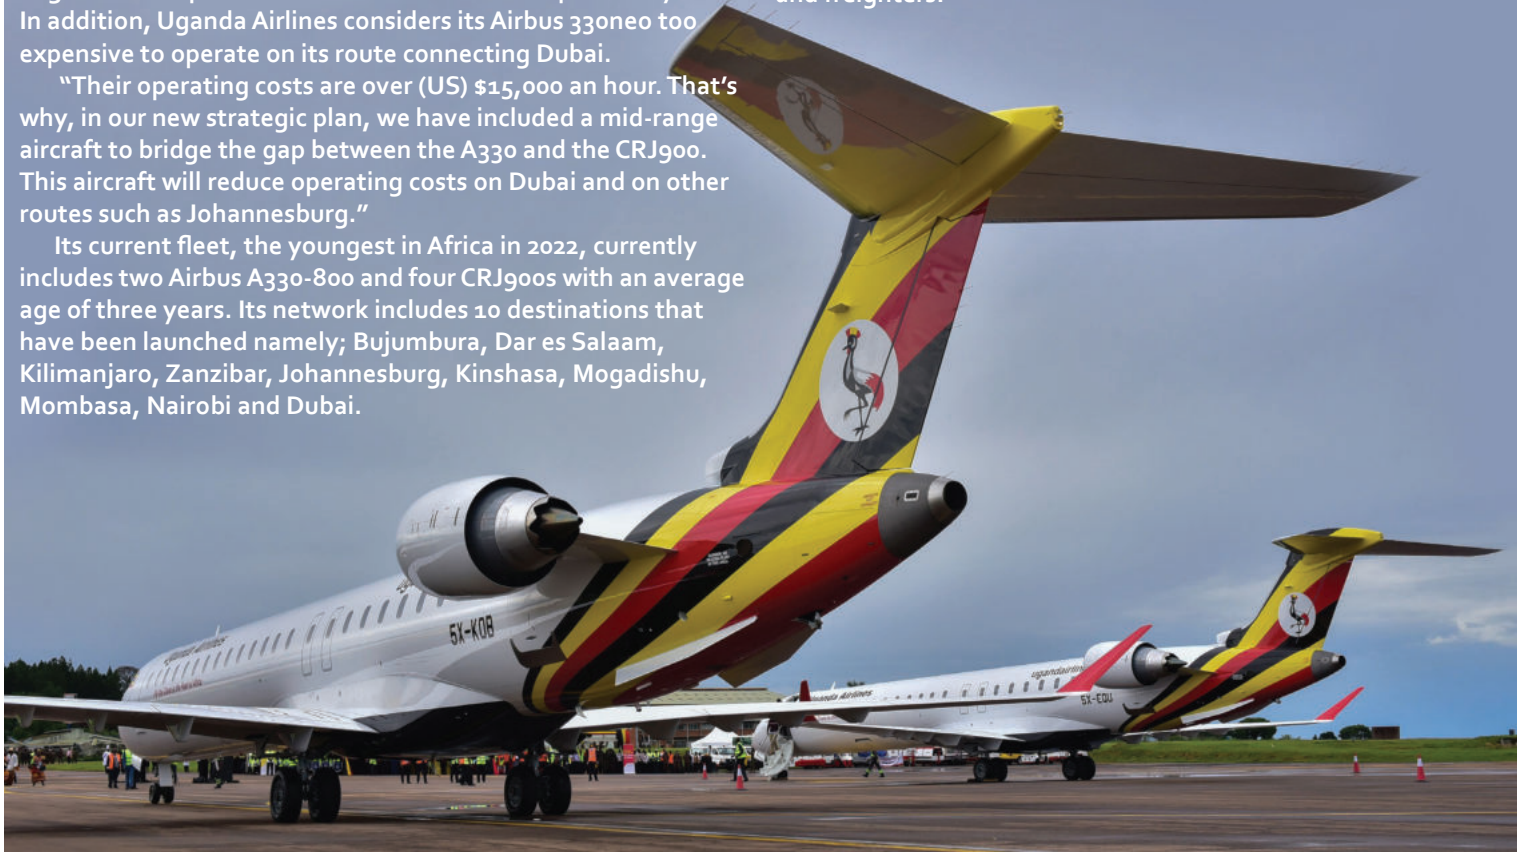 and freighters.
In addition, Uganda Airlines considers its Airbus 330neo too
expensive to operate on its route connecting Dubai.
“Their operating costs are over (US) $15,000 an hour. That’s
why, in our new strategic plan, we have included a mid-range
aircraft to bridge the gap between the A330 and the CRJ900.
This aircraft will reduce operating costs on Dubai and on other
routes such as Johannesburg.”
Its current fleet, the youngest in Africa in 2022, currently
includes two Airbus A330-800 and four CRJ900s with an average
age of three years. Its network includes 10 destinations that
have been launched namely; Bujumbura, Dar es Salaam,
Kilimanjaro, Zanzibar, Johannesburg, Kinshasa, Mogadishu,
Mombasa, Nairobi and Dubai.
5X-KOB
Uganda Airlines
ugandairlin
5X-EQU